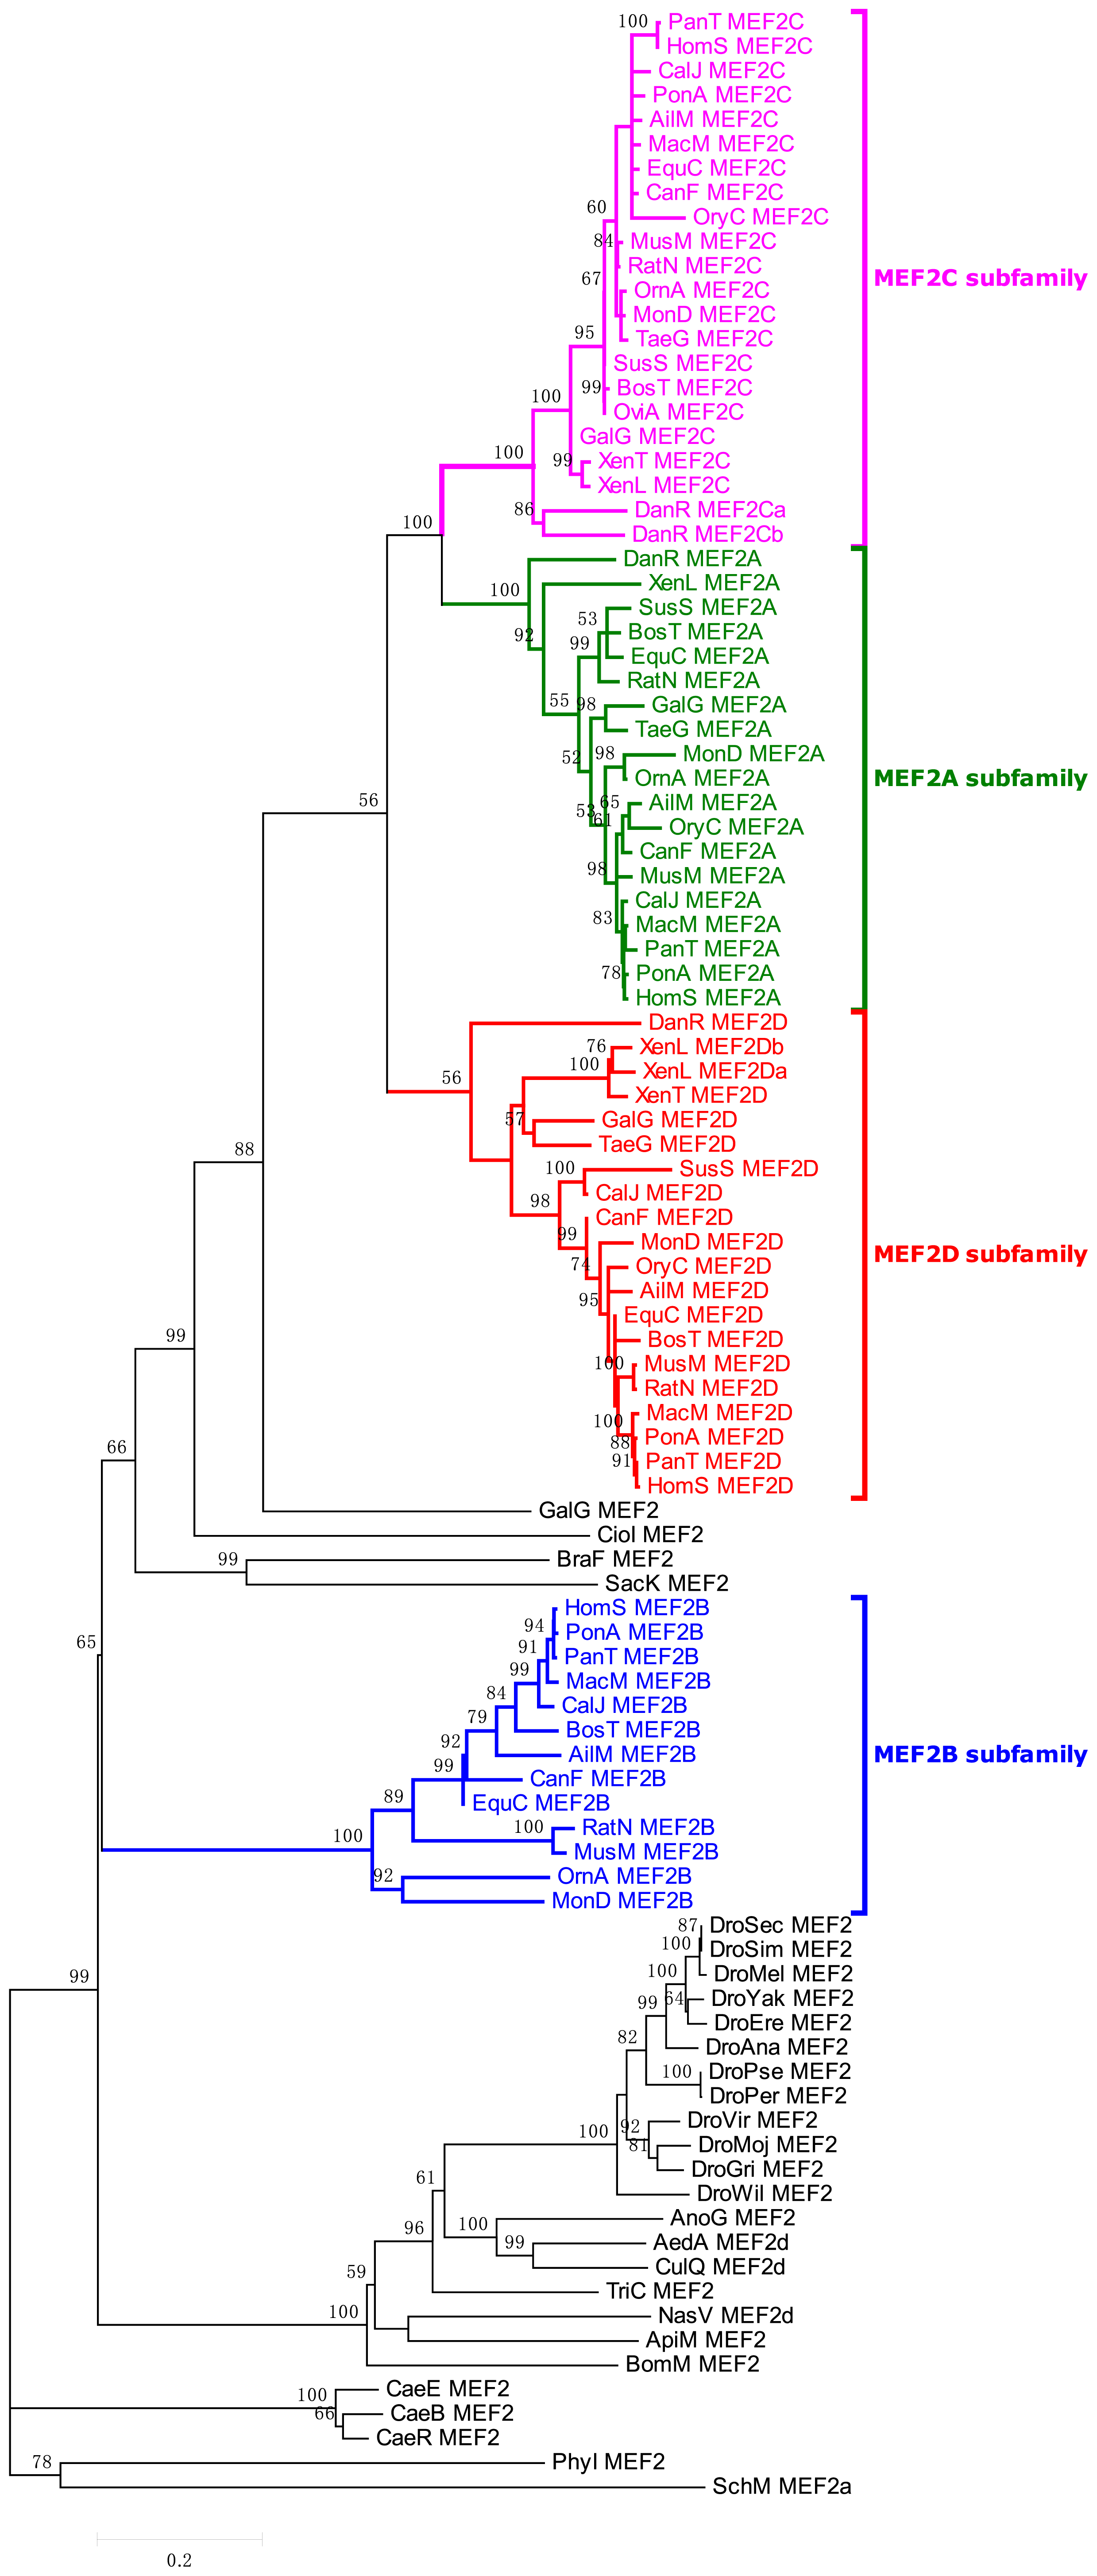 100
PanT MEF2C
HomS MEF2C
CalJ MEF2C
PonA MEF2C
AilM MEF2C
MacM MEF2C
EquC MEF2C
CanF MEF2C
60
OryC MEF2C
84
MusM MEF2C
RatN MEF2C
MEF2C subfamily
67
OrnA MEF2C
MonD MEF2C
95
TaeG MEF2C
SusS MEF2C
99
BosT MEF2C
100
OviA MEF2C
GalG MEF2C
100
99
XenT MEF2C
XenL MEF2C
86
DanR MEF2Ca
100
DanR MEF2Cb
DanR MEF2A
100
XenL MEF2A
53
SusS MEF2A
92
BosT MEF2A
99
EquC MEF2A
RatN MEF2A
55
98
GalG MEF2A
TaeG MEF2A
52
98
MonD MEF2A
OrnA MEF2A
MEF2A subfamily
56
53
65
AilM MEF2A
61
OryC MEF2A
CanF MEF2A
98
MusM MEF2A
CalJ MEF2A
83
MacM MEF2A
PanT MEF2A
78
PonA MEF2A
HomS MEF2A
DanR MEF2D
76
XenL MEF2Db
56
100
XenL MEF2Da
XenT MEF2D
57
GalG MEF2D
88
TaeG MEF2D
100
SusS MEF2D
98
CalJ MEF2D
99
CanF MEF2D
MonD MEF2D
MEF2D subfamily
74
OryC MEF2D
95
AilM MEF2D
EquC MEF2D
99
BosT MEF2D
100
MusM MEF2D
RatN MEF2D
100
MacM MEF2D
66
88
PonA MEF2D
91
PanT MEF2D
HomS MEF2D
GalG MEF2
CioI MEF2
99
BraF MEF2
SacK MEF2
HomS MEF2B
94
PonA MEF2B
65
91
PanT MEF2B
99
MacM MEF2B
84
CalJ MEF2B
79
BosT MEF2B
92
AilM MEF2B
MEF2B subfamily
99
CanF MEF2B
89
EquC MEF2B
100
100
RatN MEF2B
MusM MEF2B
92
OrnA MEF2B
MonD MEF2B
87
DroSec MEF2
100
DroSim MEF2
99
100
DroMel MEF2
99
64
DroYak MEF2
82
DroEre MEF2
DroAna MEF2
100
DroPse MEF2
DroPer MEF2
100
92
DroVir MEF2
81
DroMoj MEF2
61
DroGri MEF2
DroWil MEF2
96
100
AnoG MEF2
99
AedA MEF2d
59
CulQ MEF2d
TriC MEF2
100
NasV MEF2d
ApiM MEF2
BomM MEF2
100
CaeE MEF2
66
CaeB MEF2
CaeR MEF2
78
PhyI MEF2
SchM MEF2a
0.2